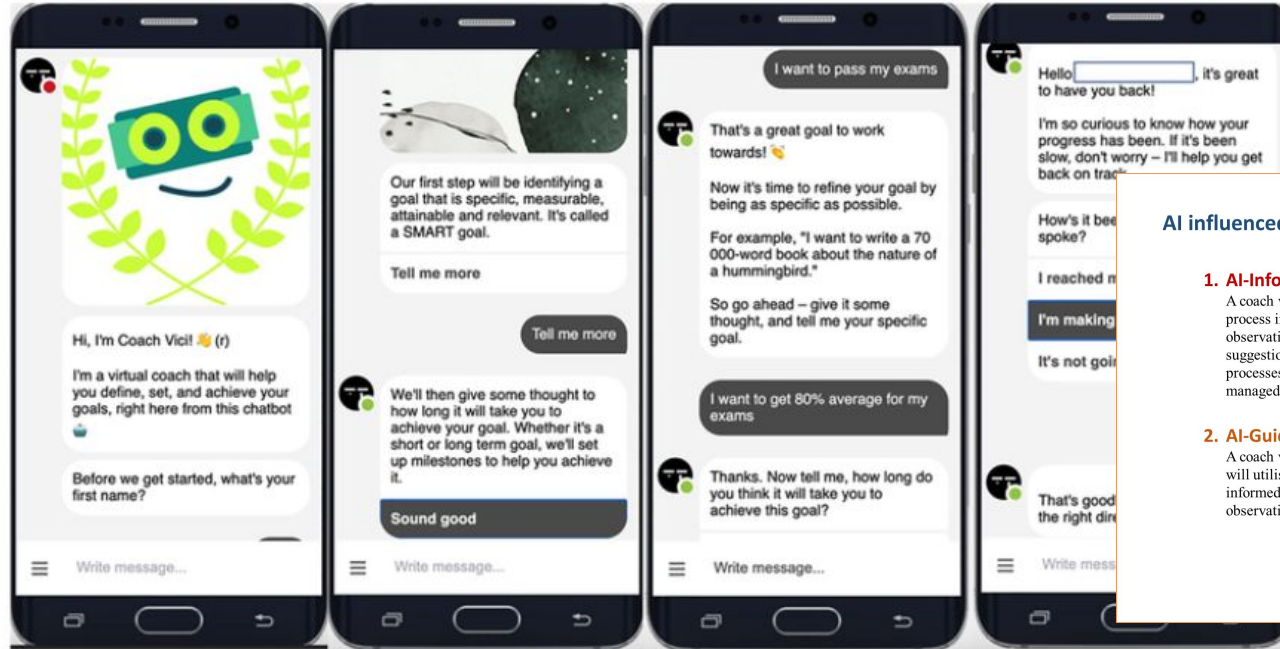 Hi, I'm Coach Vici! 👋 (r)
I'm a virtual coach that will help
you define, set, and achieve your
goals, right here from this chatbot
Before we get started, what's your
first name?
Write message...
Our first step will be identifying a
goal that is specific, measurable,
attainable and relevant. It's called
a SMART goal.
Tell me more
Tell me more
We'll then give some thought to
how long it will take you to
achieve your goal. Whether it's a
short or long term goal, we'll set
up milestones to help you achieve
it.
Sound good
Write message...
I want to pass my exams
That's a great goal to work
towards! 👏
Now it's time to refine your goal by
being as specific as possible.
For example, "I want to write a 70
000-word book about the nature of
a hummingbird."
So go ahead – give it some
thought, and tell me your specific
goal.
I want to get 80% average for my
exams
Thanks. Now tell me, how long do
you think it will take you to
achieve this goal?
Write message...
Hello , it's great
to have you back!
I'm so curious to know how your
progress has been. If it's been
slow, don't worry – I'll help you get
back on track
How's it bee
spoke?
I reached m
I'm making
It's not goi
That's good
the right dire
Write mess
AI influenced
1. AI-Info
A coach
process i
observati
suggestio
processes
managed
2. AI-Guid
A coach
will utilis
informed
observati